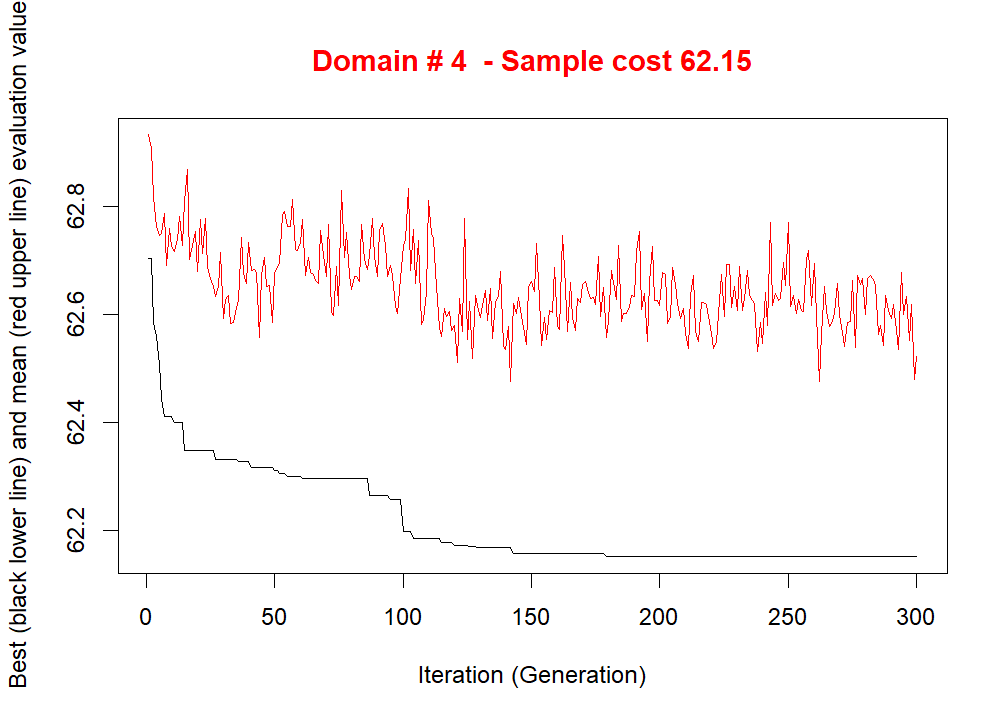 Domain # 4  - Sample cost 62.15
Best (black lower line) and mean (red upper line) evaluation value
62.8
62.6
62.4
62.2
0 50 100 150 200 250 300
Iteration (Generation)